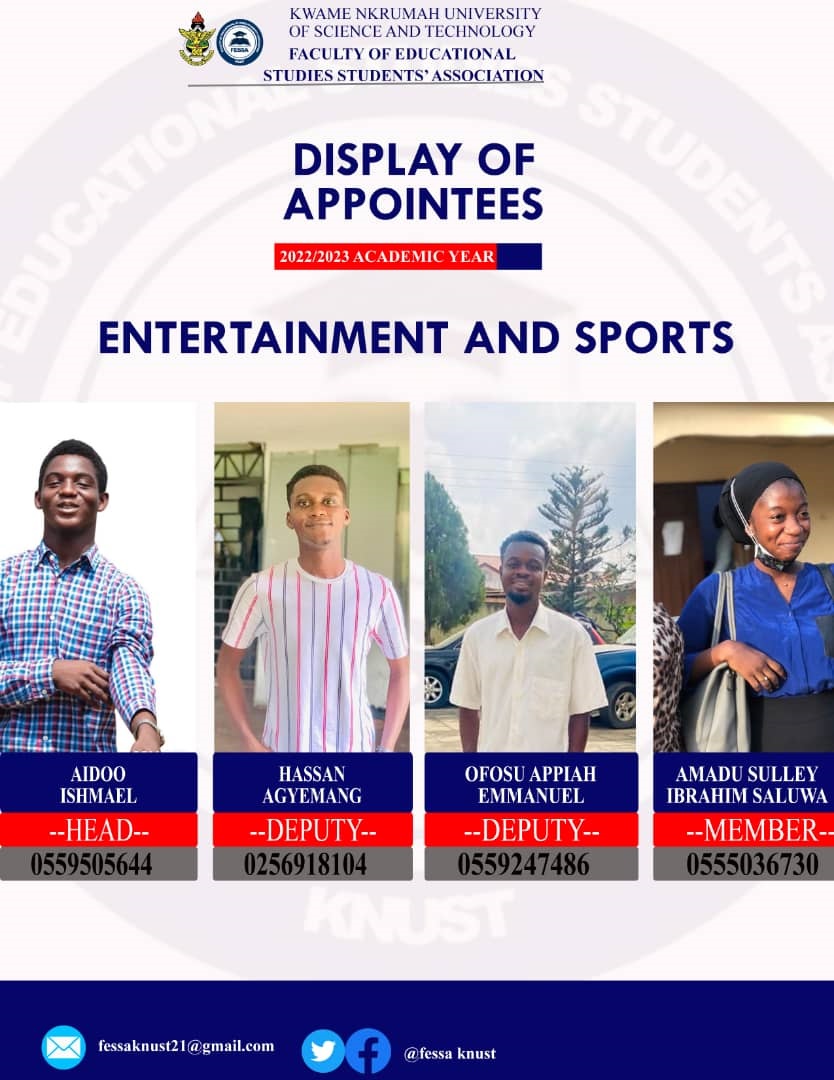 KWAME NKRUMAH UNIVERSITY
OF SCIENCE AND TECHNOLOGY
FACULTY OF EDUCATIONAL
STUDIES STUDENTS' ASSOCIATION
FESSA
DISPLAY OF
APPOINTEES
2022/2023 ACADEMIC YEAR
ENTERTAINMENT AND SPORTS
AIDOO
ISHMAEL
--HEAD--
0559505644
HASSAN
AGYEMANG
--DEPUTY--
0256918104
OFOSU APPIAH
EMMANUEL
--DEPUTY--
0559247486
AMADU SULLEY
IBRAHIM SALUWA
--MEMBER--
0555036730
KNUST
fessaknust21@gmail.com
@fessa knust